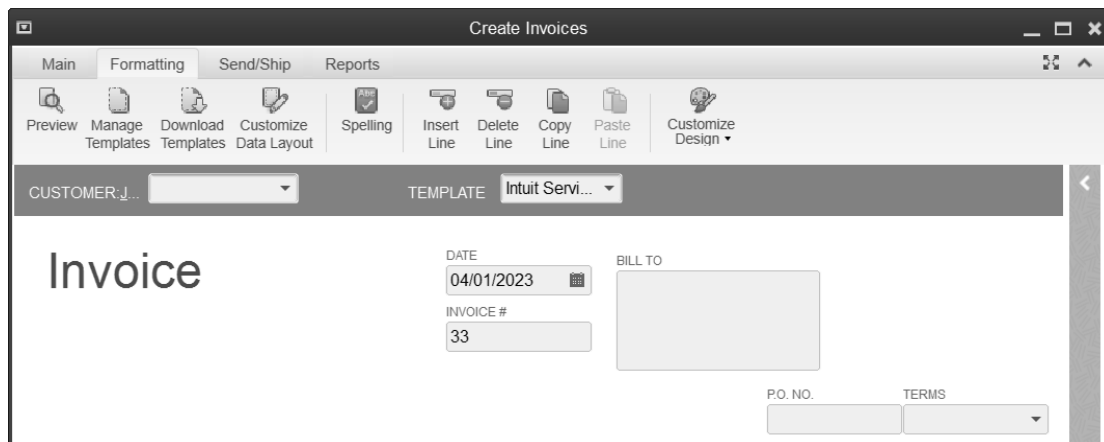 Create Invoices
Main Formatting Send/Ship Reports
Preview Manage Templates Download Templates Customize Data Layout Abc Spelling Insert Line Delete Line Copy Line Paste Line Customize Design
CUSTOMER:J... TEMPLATE Intuit Servi...
Invoice
DATE
04/01/2023
BILL TO
INVOICE #
33
P.O. NO. TERMS